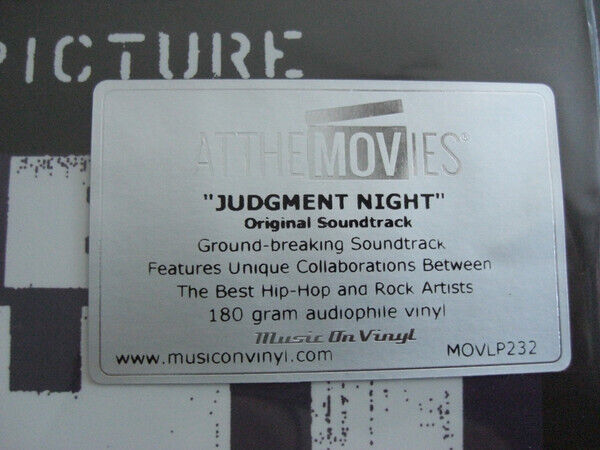 PICTURE
ATTHEMOVIES®
"JUDGMENT NIGHT"
Original Soundtrack
Ground-breaking Soundtrack
Features Unique Collaborations Between
The Best Hip-Hop and Rock Artists
180 gram audiophile vinyl
Music On Vinyl
www.musiconvinyl.com MOVLP232